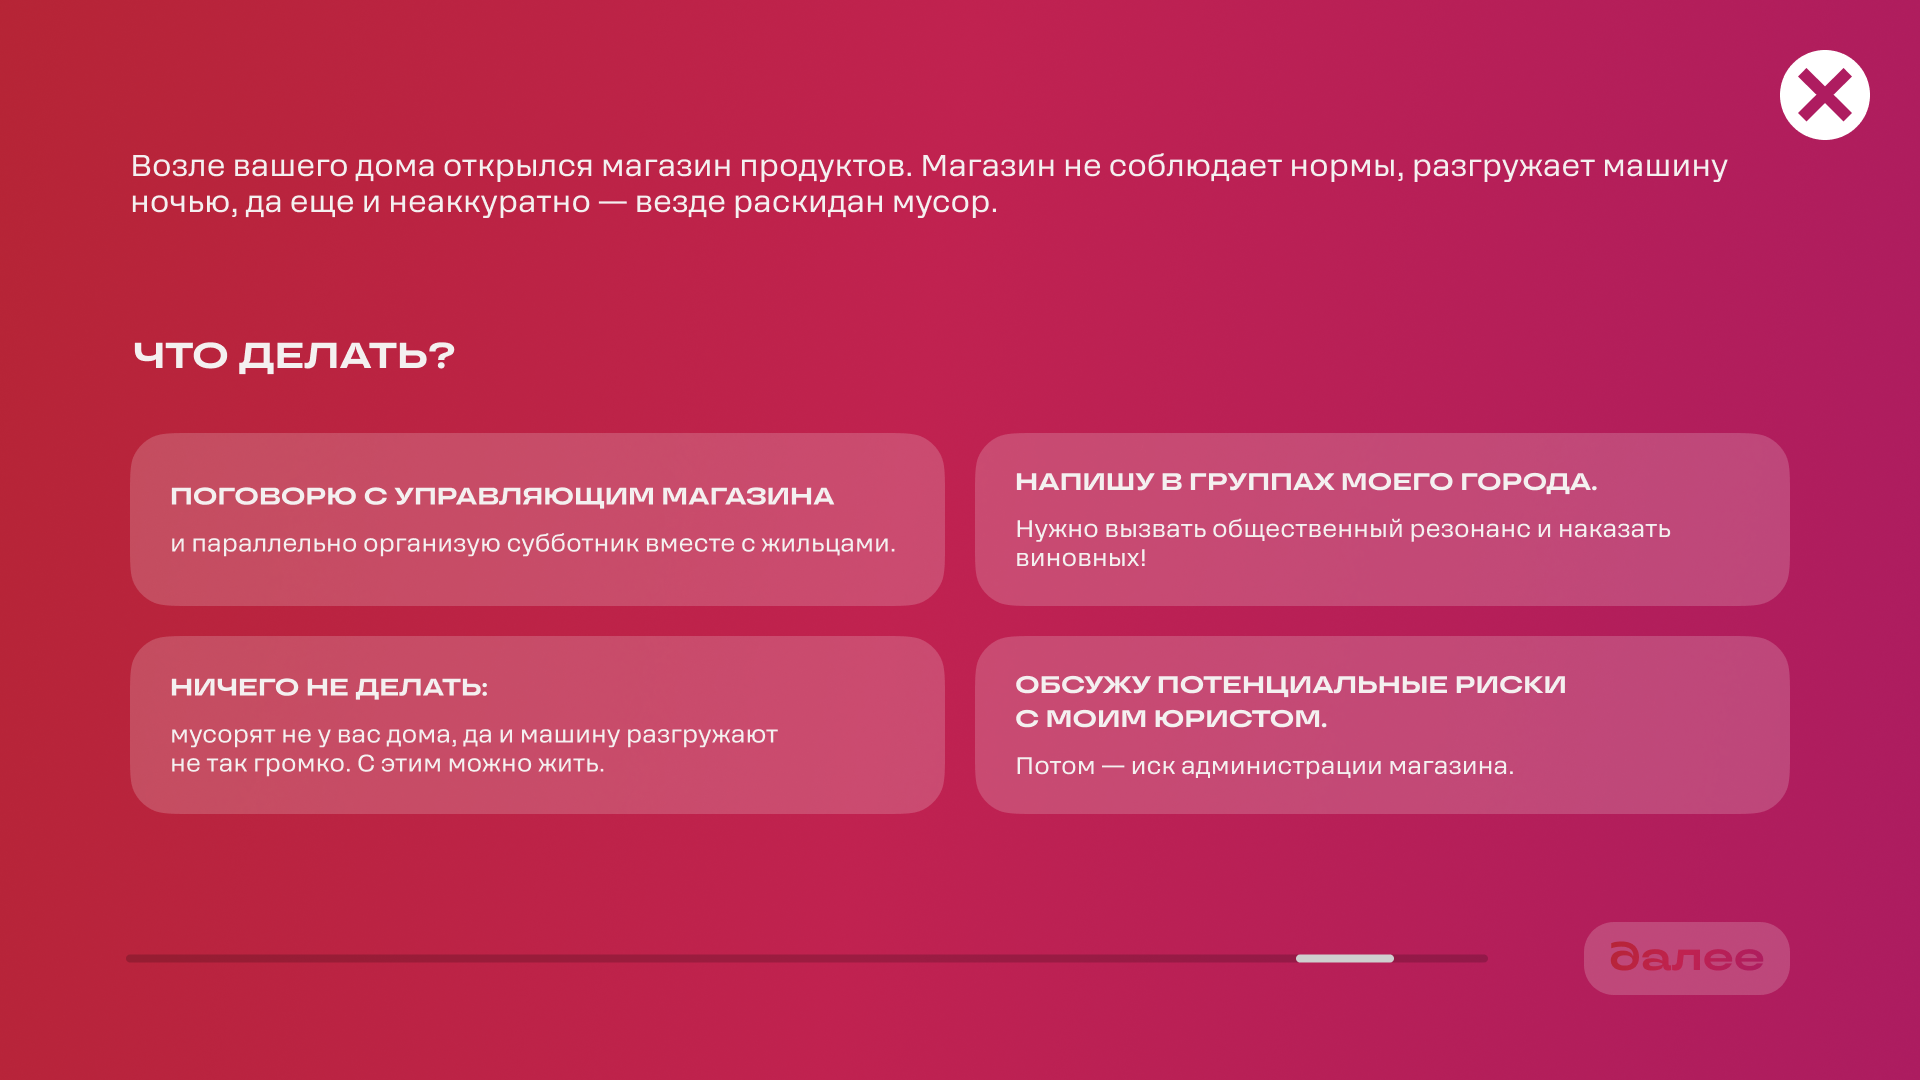 Возле вашего дома открылся магазин продуктов. Магазин не соблюдает нормы, разгружает машину
ночью, да еще и неаккуратно — везде раскидан мусор.
ЧТО ДЕЛАТЬ?
ПОГОВОРЮ С УПРАВЛЯЮЩИМ МАГАЗИНА
и параллельно организую субботник вместе с жильцами.
НАПИШУ В ГРУППАХ МОЕГО ГОРОДА.
Нужно вызвать общественный резонанс и наказать
виновных!
НИЧЕГО НЕ ДЕЛАТЬ:
мусорят не у вас дома, да и машину разгружают
не так громко. С этим можно жить.
ОБСУЖУ ПОТЕНЦИАЛЬНЫЕ РИСКИ
С МОИМ ЮРИСТОМ.
Потом — иск администрации магазина.
далее